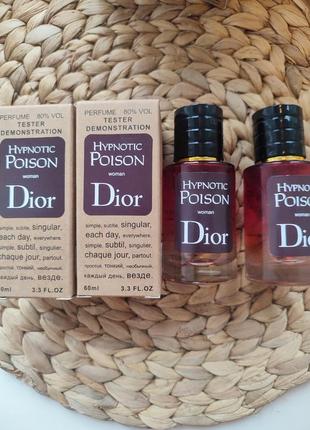 PERFUME 80% VOL
TESTER
DEMONSTRATION
HYPNOTIC
POISON
woman
Dior
simple, subtle, singular,
each day, everywhere.
simple, subtil, singulier,
chaque jour, partout.
простой, тонкий, необычный,
каждый день, везде.
0ml 3.3 FL.OZ
PERFUME 80% VOL
TESTER
DEMONSTRATION
HYPNOTIC
POISON
woman
Dior
simple, subtle, singular,
each day, everywhere.
simple, subtil, singulier,
chaque jour, partout.
простой, тонкий, необычный,
каждый день, везде.
60ml 3.3 FL.OZ
HYPNOTIC
POISON
woman
Dior
HYPNOTIC
POISON
woman
Dior